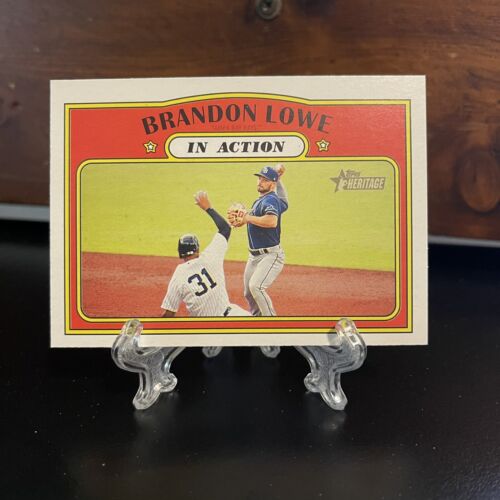 BRANDON LOWE
IN ACTION
Topps
HERITAGE
31